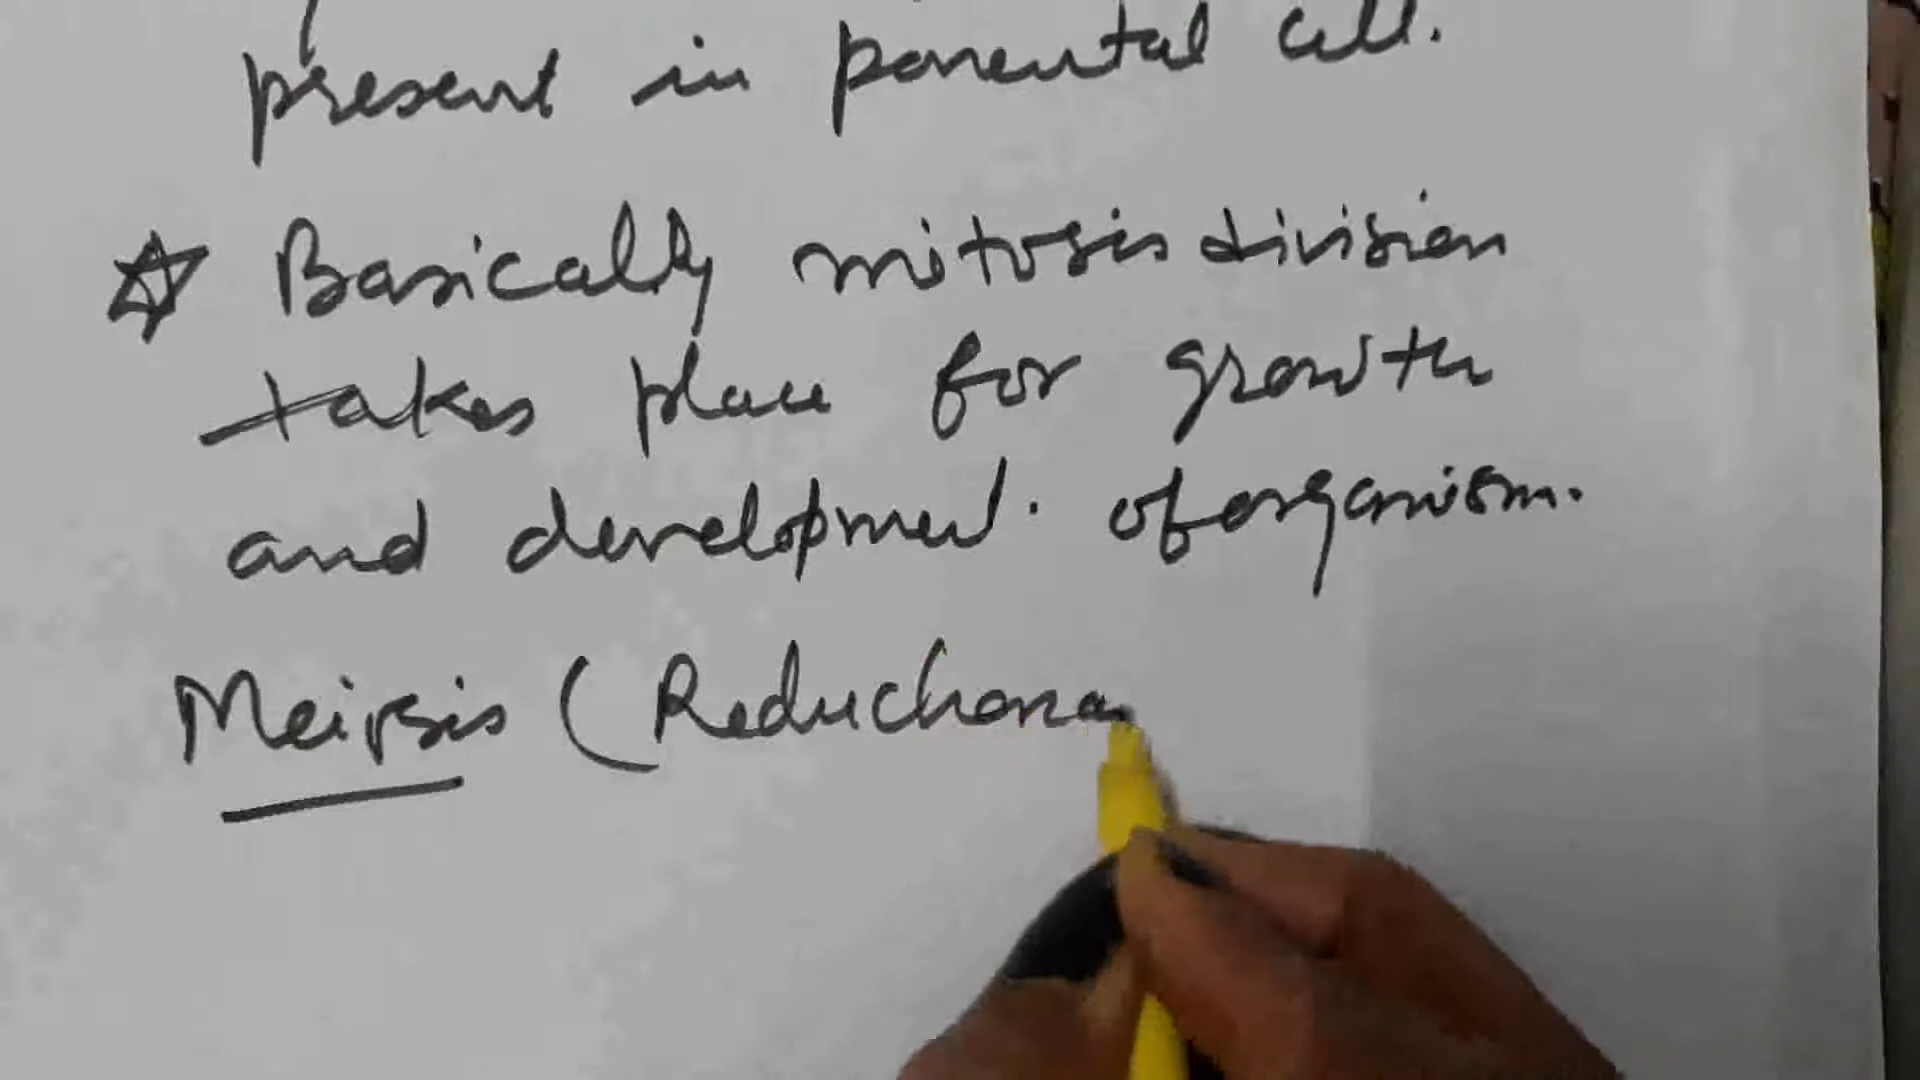 present in parental cell.
☆ Basically mitosis division
takes place for growth
and development. of organism.
Meiosis (Reductiona